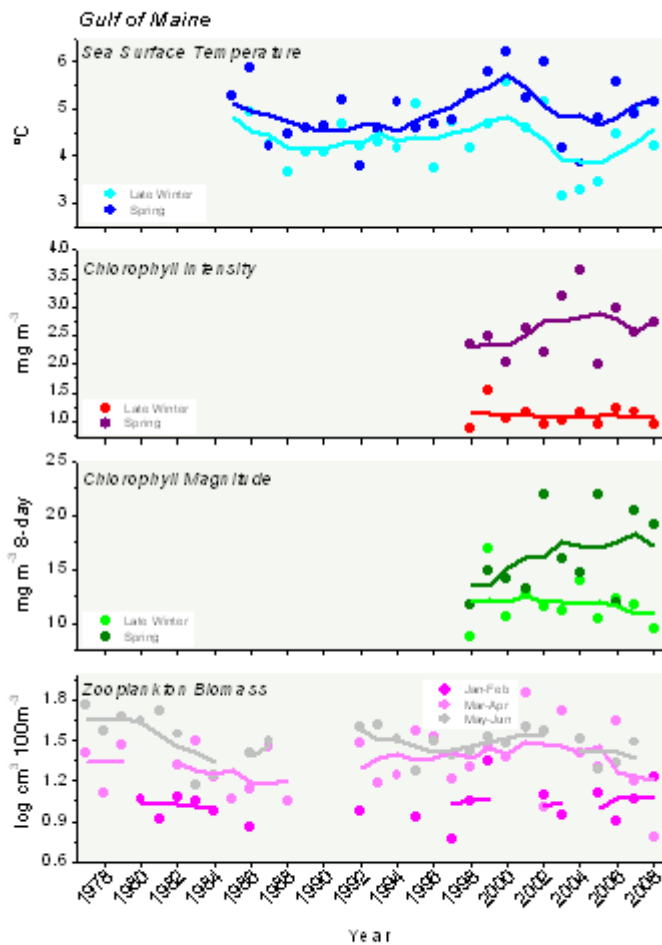 Gulf of Maine
Sea Surface Temperature
6
5
4
3
ºC
Late Winter
Spring
Chlorophyll Intensity
4.0
3.5
3.0
2.5
2.0
1.5
1.0
mg m-3
Late Winter
Spring
Chlorophyll Magnitude
25
20
15
10
mg m-3 8-day
Late Winter
Spring
Zooplankton Biomass
1.8
1.5
1.2
0.9
0.6
log cm3 100m-3
Jan-Feb
Mar-Apr
May-Jun
1978 1980 1982 1984 1986 1988 1990 1992 1994 1996 1998 2000 2002 2004 2006 2008
Year